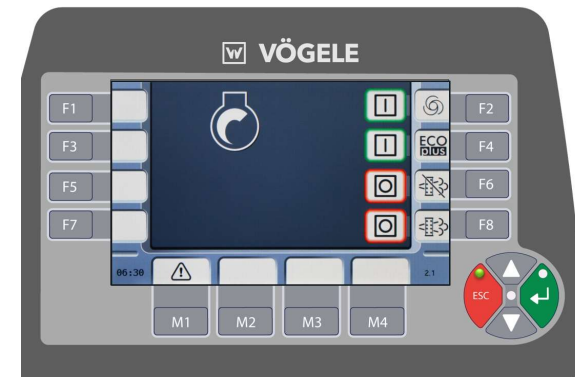 VÖGELE
F1
F2
F3
ECO
plus
F4
F5
F6
F7
F8
06:30
2.1
ESC
M1
M2
M3
M4